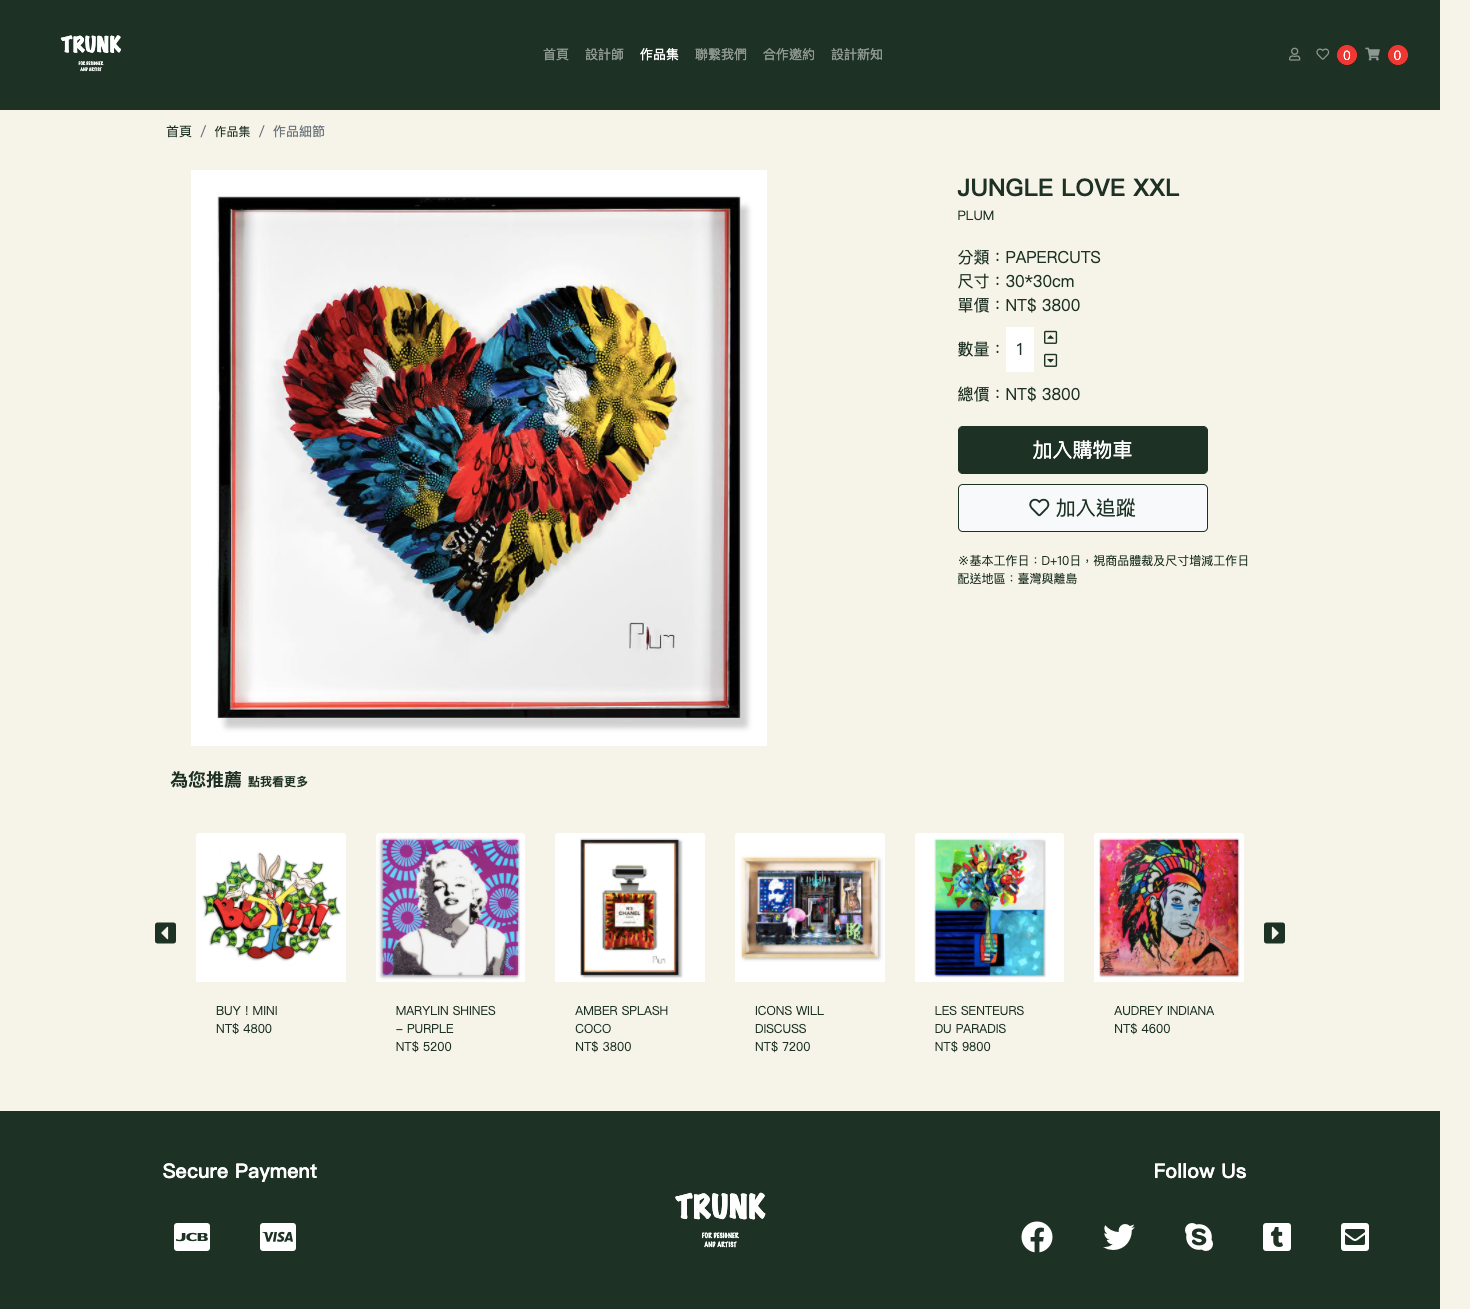 TRUNK
FOR DESIGNER
AND ARTIST
首頁 設計師 作品集 聯繫我們 合作邀約 設計新知
0 0
首頁 / 作品集 / 作品細節
JUNGLE LOVE XXL
PLUM
分類：PAPERCUTS
尺寸：30*30cm
單價：NT$ 3800
數量： 1
總價：NT$ 3800
加入購物車
加入追蹤
※基本工作日：D+10日，視商品體裁及尺寸增減工作日
配送地區：臺灣與離島
Plum
為您推薦 點我看更多
BUY!!!
N°5
CHANEL
Plum
BUY ! MINI
NT$ 4800
MARYLIN SHINES
– PURPLE
NT$ 5200
AMBER SPLASH
COCO
NT$ 3800
ICONS WILL
DISCUSS
NT$ 7200
LES SENTEURS
DU PARADIS
NT$ 9800
AUDREY INDIANA
NT$ 4600
Secure Payment
JCB VISA
TRUNK
FOR DESIGNER
AND ARTIST
Follow Us